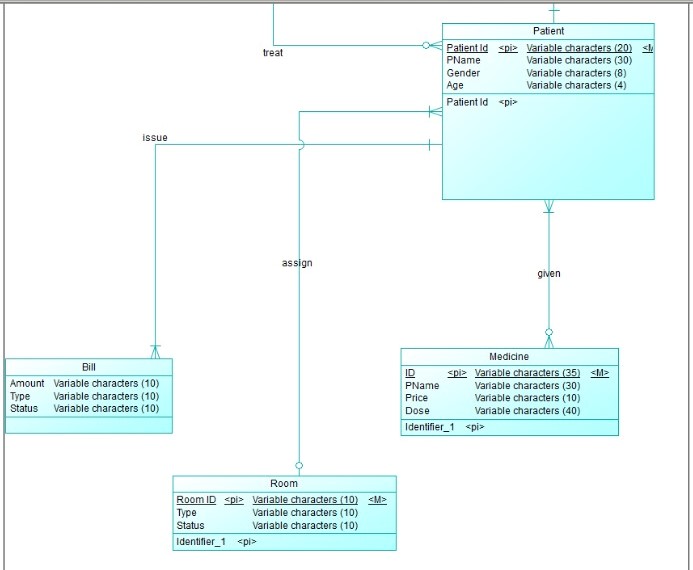 Patient
treat
Patient Id <pi> Variable characters (20)
PName Variable characters (30)
Gender Variable characters (8)
Age Variable characters (4)
Patient Id <pi>
issue
assign
given
Medicine
ID <pi> Variable characters (35) <M>
PName Variable characters (30)
Price Variable characters (10)
Dose Variable characters (40)
Identifier_1 <pi>
Bill
Amount Variable characters (10)
Type Variable characters (10)
Status Variable characters (10)
Room
Room ID <pi> Variable characters (10) <M>
Type Variable characters (10)
Status Variable characters (10)
Identifier_1 <pi>